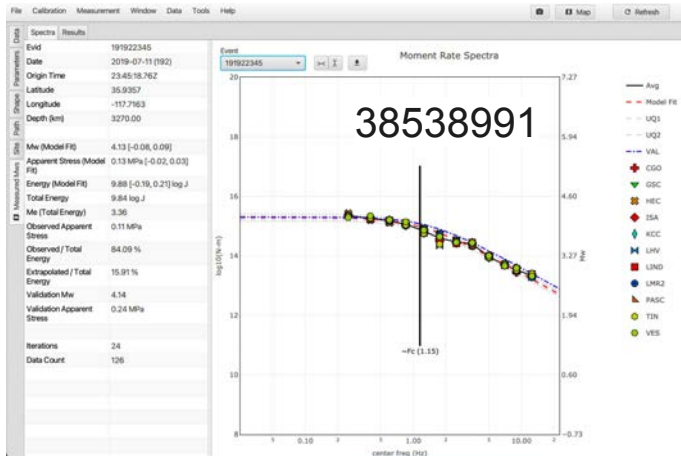 File Calibration Measurement Window Data Tools Help
Map
Refresh
Data
Parameters
Shape
Path
Site
Measured Mws
Spectra Results
Evid 191922345
Date 2019-07-11 (192)
Origin Time 23:45:18.76Z
Latitude 35.9357
Longitude -117.7163
Depth (km) 3270.00
Mw (Model Fit) 4.13 [-0.08, 0.09]
Apparent Stress (Model Fit) 0.13 MPa [-0.02, 0.03]
Energy (Model Fit) 9.88 [-0.19, 0.21] log J
Total Energy 9.84 log J
Me (Total Energy) 3.36
Observed Apparent Stress 0.11 MPa
Observed / Total Energy 84.09 %
Extrapolated / Total Energy 15.91 %
Validation Mw 4.14
Validation Apparent Stress 0.24 MPa
Iterations 24
Data Count 126
Event
191922345
Moment Rate Spectra
38538991
20
18
16
14
12
10
8
log10(N-m)
7.27
5.94
4.60
3.27
1.94
0.60
-0.73
Mw
~Fc (1.15)
5 0.10 2 5 1.00 2 5 10.00 2
center freq (Hz)
Avg
Model Fit
UQ1
UQ2
VAL
CGO
GSC
HEC
ISA
KCC
LHV
LIND
LMR2
PASC
TIN
VES